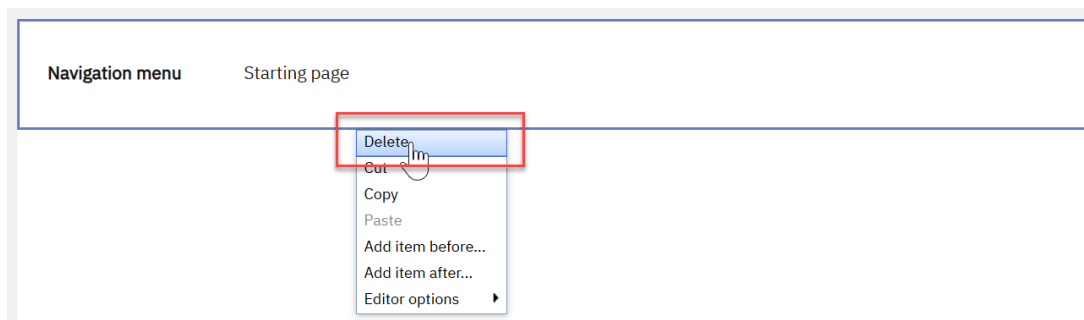 Navigation menu Starting page
Delete
Cut
Copy
Paste
Add item before...
Add item after...
Editor options